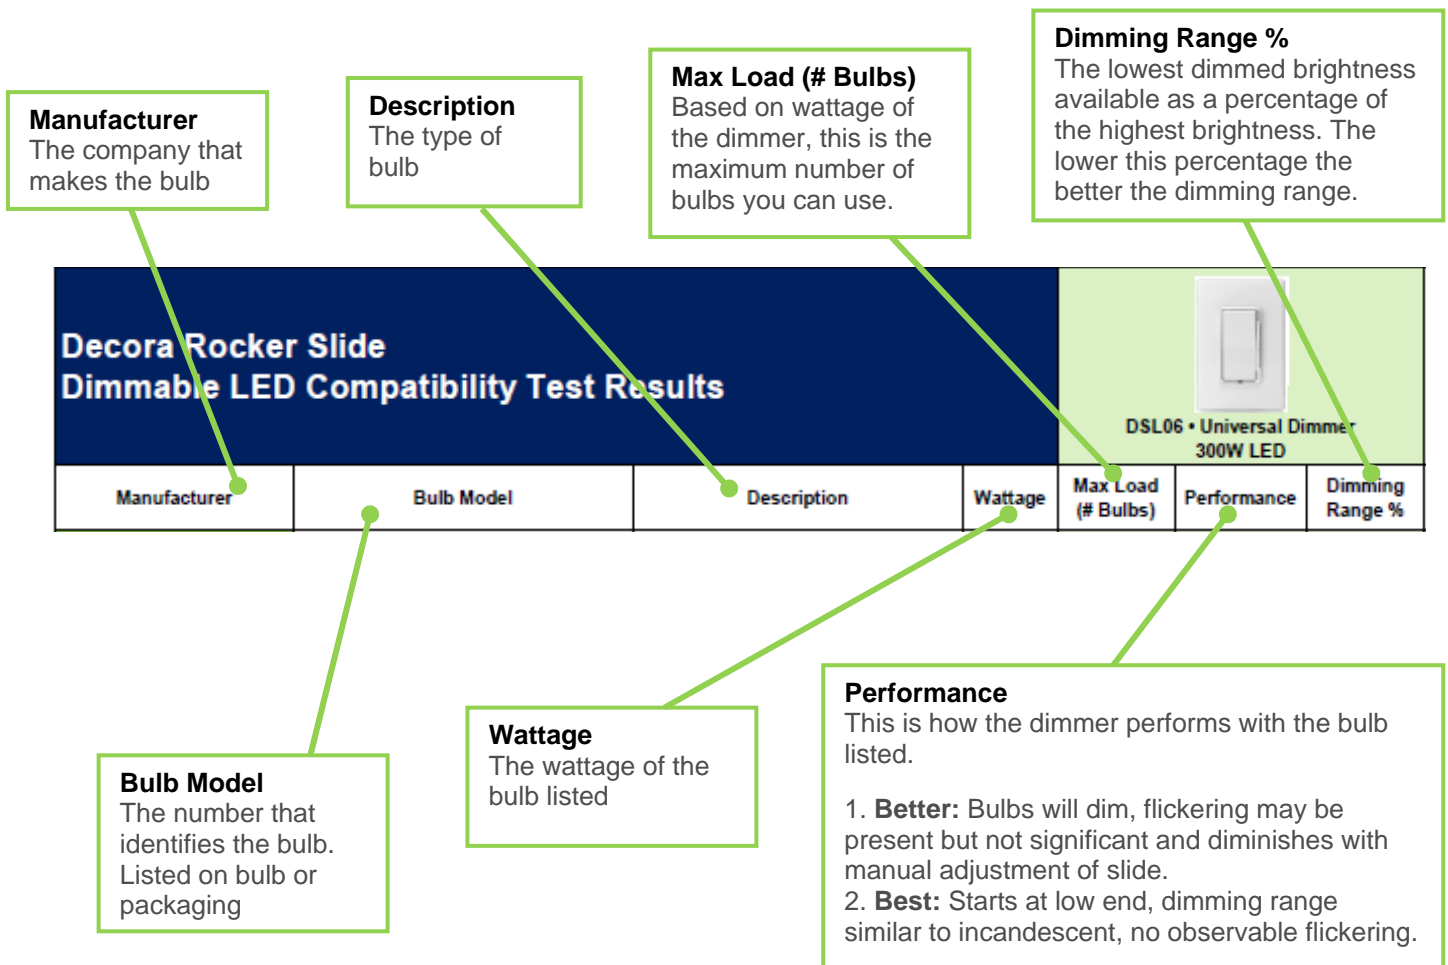 Manufacturer
The company that
makes the bulb
Description
The type of
bulb
Max Load (# Bulbs)
Based on wattage of
the dimmer, this is the
maximum number of
bulbs you can use.
Dimming Range %
The lowest dimmed brightness
available as a percentage of
the highest brightness. The
lower this percentage the
better the dimming range.
Decora Rocker Slide
Dimmable LED Compatibility Test Results
DSL06 • Universal Dimmer
300W LED
Manufacturer
Bulb Model
Description
Wattage
Max Load
(# Bulbs)
Performance
Dimming
Range %
Bulb Model
The number that
identifies the bulb.
Listed on bulb or
packaging
Wattage
The wattage of the
bulb listed
Performance
This is how the dimmer performs with the bulb
listed.
1. Better: Bulbs will dim, flickering may be
present but not significant and diminishes with
manual adjustment of slide.
2. Best: Starts at low end, dimming range
similar to incandescent, no observable flickering.